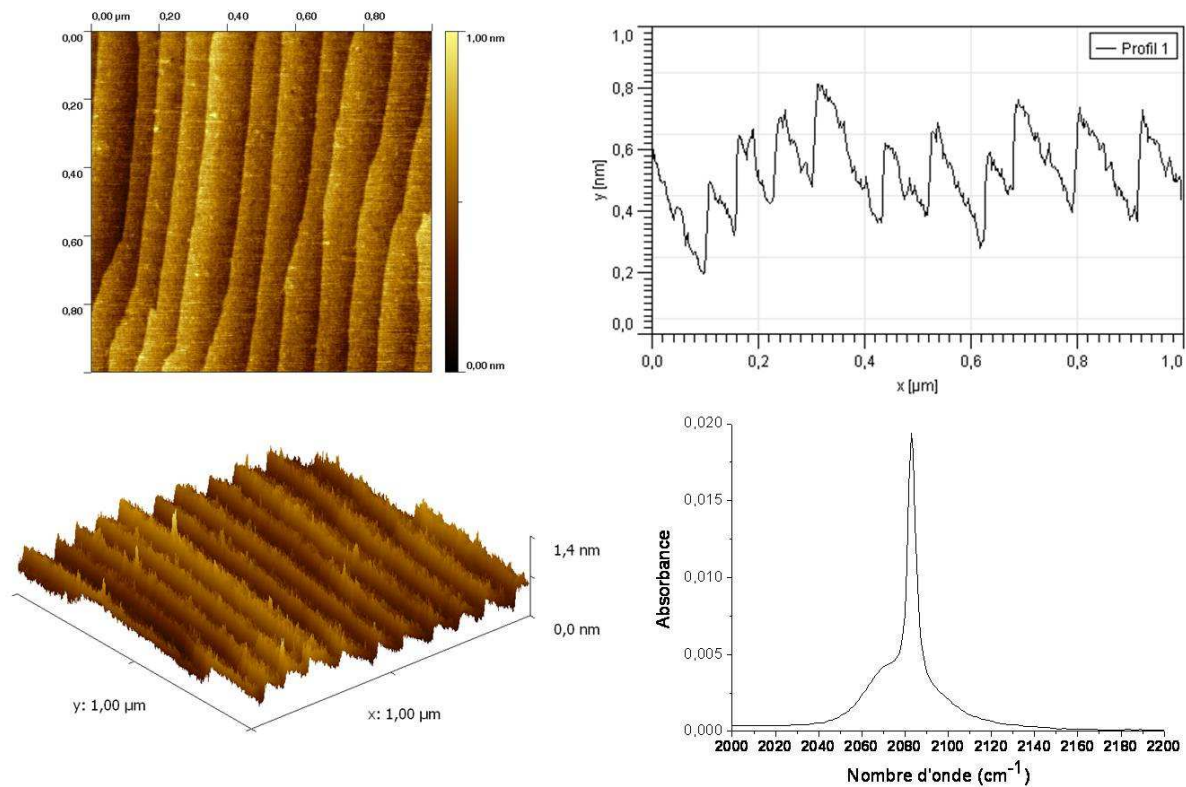 0,00 µm 0,20 0,40 0,60 0,80
0,00
0,20
0,40
0,60
0,80
1,00 nm
0,00 nm
1,0
0,8
0,6
0,4
0,2
0,0
y [nm]
Profil 1
0,0 0,2 0,4 0,6 0,8 1,0
x [µm]
1,4 nm
0,0 nm
y: 1,00 µm
x: 1,00 µm
0,020
0,015
0,010
0,005
0,000
Absorbance
2000 2020 2040 2060 2080 2100 2120 2140 2160 2180 2200
Nombre d'onde (cm-1)